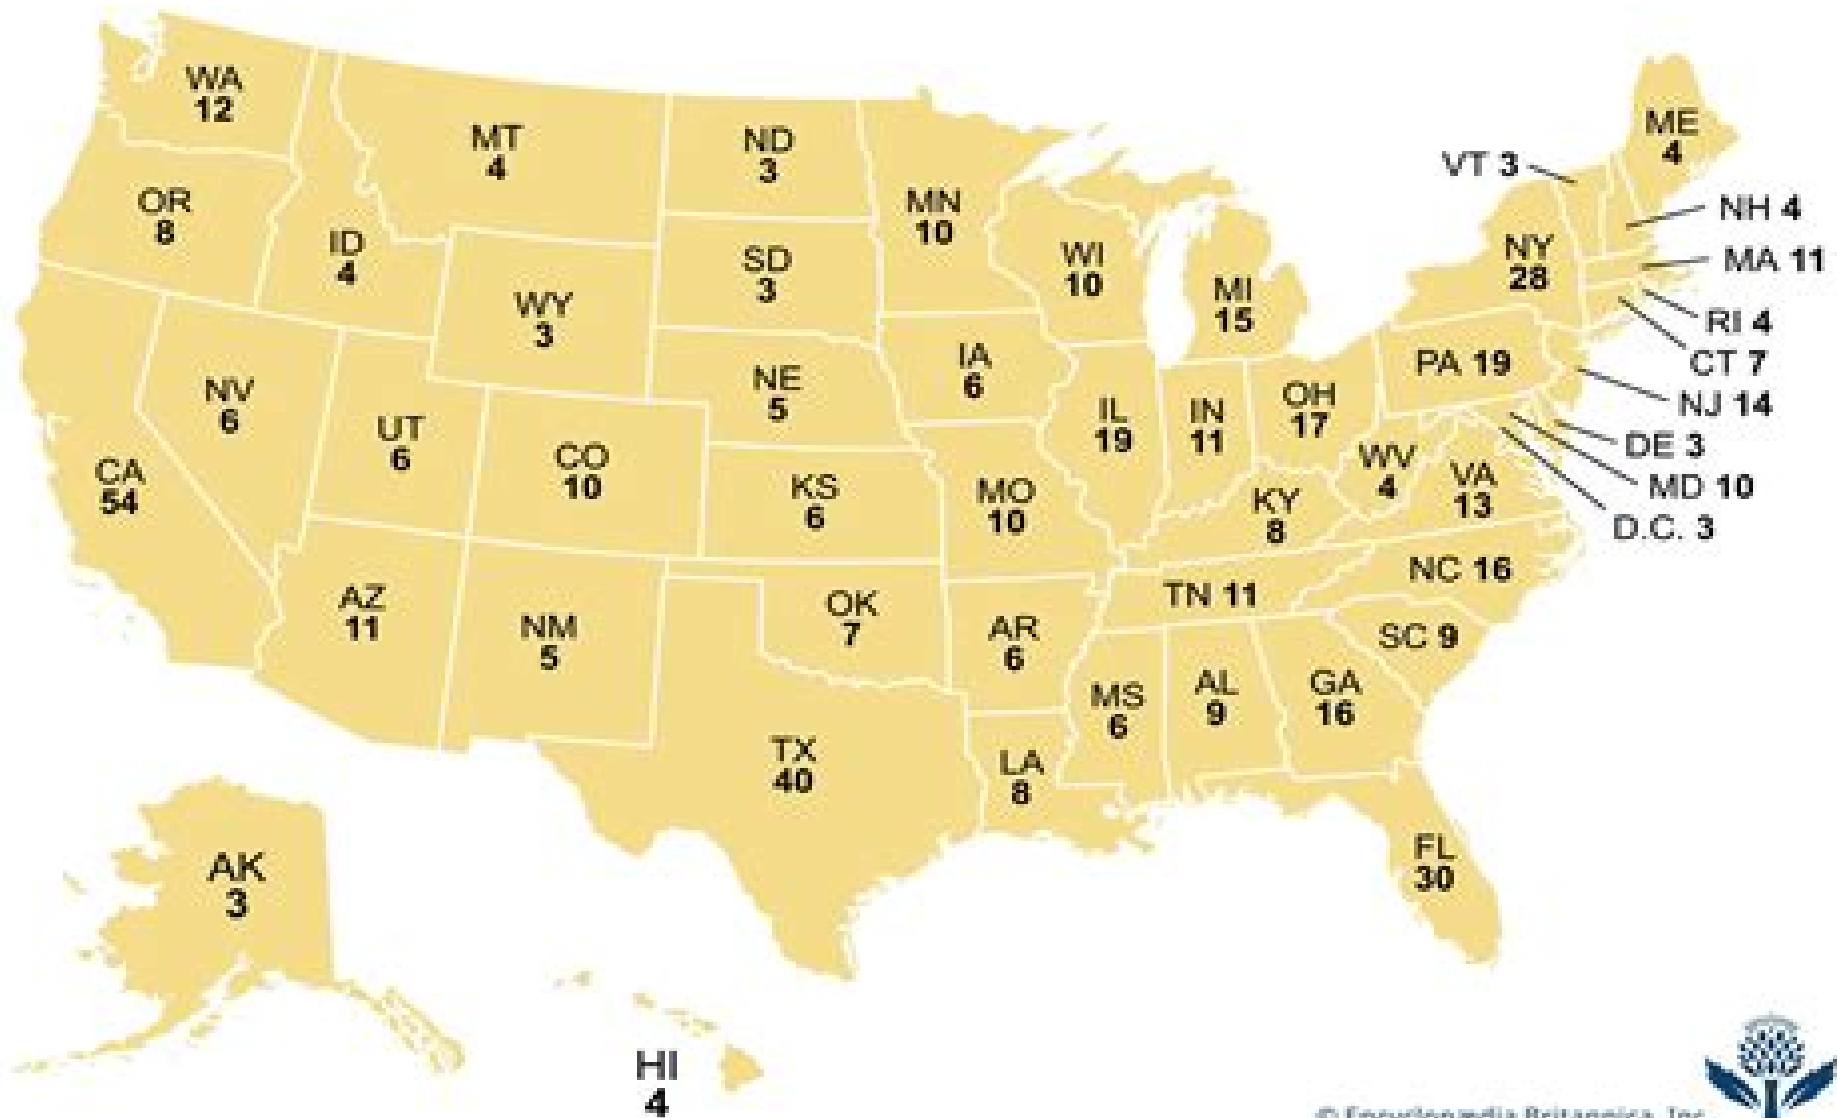 WA
12
MT
4
ND
3
MN
10
ME
4
VT 3
OR
8
ID
4
NH 4
WY
3
SD
3
WI
10
MI
15
NY
28
MA 11
RI 4
CT 7
NV
6
UT
6
NE
5
IA
6
IL
19
IN
11
OH
17
PA 19
NJ 14
DE 3
CA
54
CO
10
KS
6
MO
10
KY
8
WV
4
VA
13
MD 10
D.C. 3
AZ
11
NM
5
OK
7
AR
6
TN 11
NC 16
SC 9
MS
6
AL
9
GA
16
TX
40
LA
8
FL
30
AK
3
HI
4
© Encyclopædia Britannica, Inc.